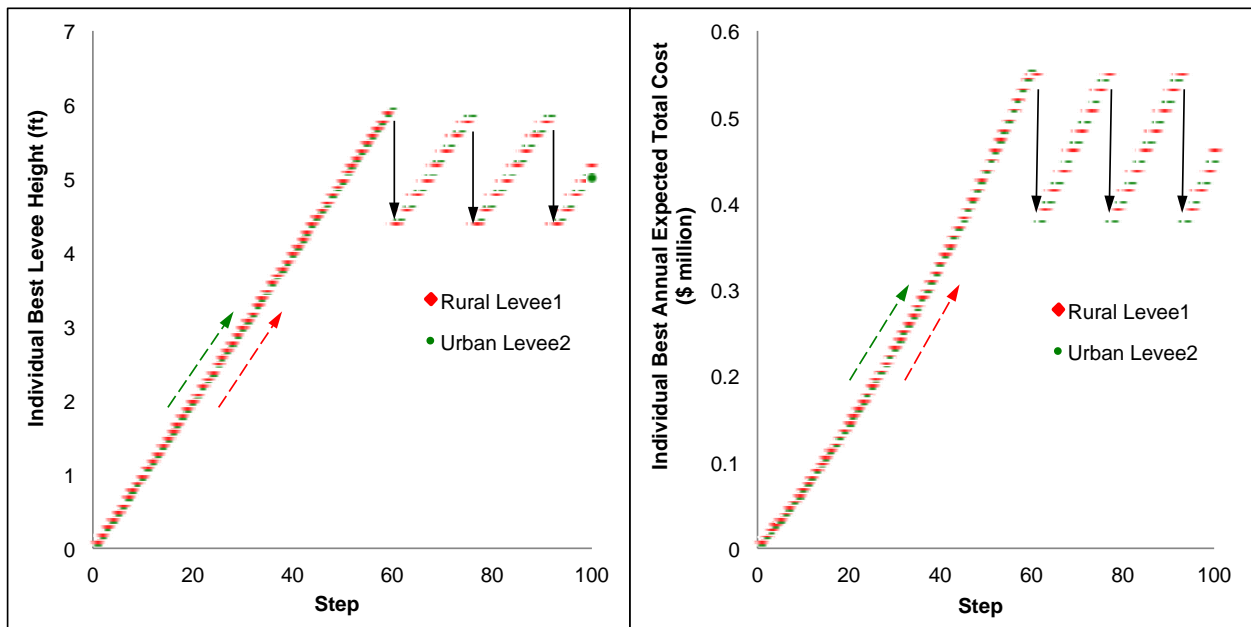 Individual Best Levee Height (ft)
7
6
5
4
3
2
1
0
0 20 40 60 80 100
Step
Rural Levee1
Urban Levee2
Individual Best Annual Expected Total Cost
($ million)
0.6
0.5
0.4
0.3
0.2
0.1
0
0 20 40 60 80 100
Step
Rural Levee1
Urban Levee2